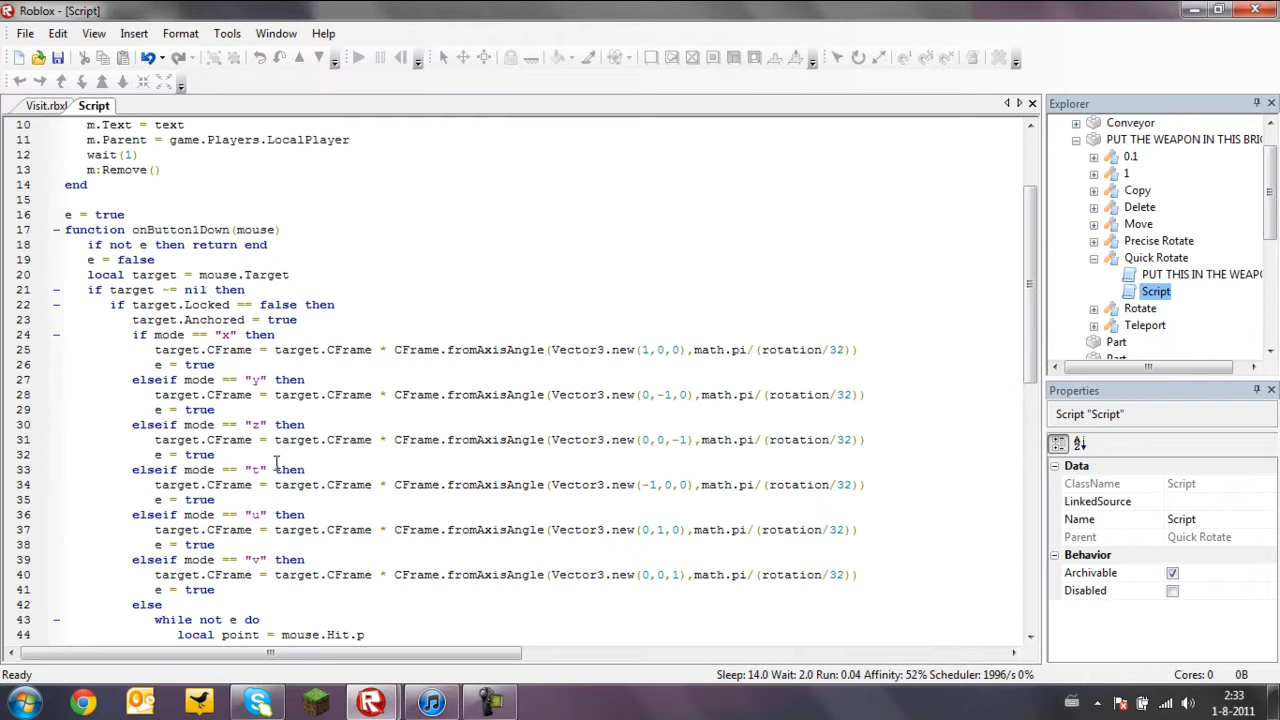 Roblox - [Script]
File Edit View Insert Format Tools Window Help
Visit.rbxl Script
10 m.Text = text
11 m.Parent = game.Players.LocalPlayer
12 wait(1)
13 m:Remove()
14 end
15
16 e = true
17 function onButton1Down(mouse)
18 if not e then return end
19 e = false
20 local target = mouse.Target
21 if target ~= nil then
22 if target.Locked == false then
23 target.Anchored = true
24 if mode == "x" then
25 target.CFrame = target.CFrame * CFrame.fromAxisAngle(Vector3.new(1,0,0),math.pi/(rotation/32))
26 e = true
27 elseif mode == "y" then
28 target.CFrame = target.CFrame * CFrame.fromAxisAngle(Vector3.new(0,-1,0),math.pi/(rotation/32))
29 e = true
30 elseif mode == "z" then
31 target.CFrame = target.CFrame * CFrame.fromAxisAngle(Vector3.new(0,0,-1),math.pi/(rotation/32))
32 e = true
33 elseif mode == "t" then
34 target.CFrame = target.CFrame * CFrame.fromAxisAngle(Vector3.new(-1,0,0),math.pi/(rotation/32))
35 e = true
36 elseif mode == "u" then
37 target.CFrame = target.CFrame * CFrame.fromAxisAngle(Vector3.new(0,1,0),math.pi/(rotation/32))
38 e = true
39 elseif mode == "v" then
40 target.CFrame = target.CFrame * CFrame.fromAxisAngle(Vector3.new(0,0,1),math.pi/(rotation/32))
41 e = true
42 else
43 while not e do
44 local point = mouse.Hit.p
Explorer
Conveyor
PUT THE WEAPON IN THIS BRI
0.1
1
Copy
Delete
Move
Precise Rotate
Quick Rotate
PUT THIS IN THE WEAPO
Script
Rotate
Teleport
Part
Part
Properties
Script "Script"
Data
ClassName Script
LinkedSource
Name Script
Parent Quick Rotate
Behavior
Archivable
Disabled
Ready Sleep: 14.0 Wait: 2.0 Run: 0.04 Affinity: 52% Scheduler: 1996/s 0% Cores: 0 0B
2:33
1-8-2011